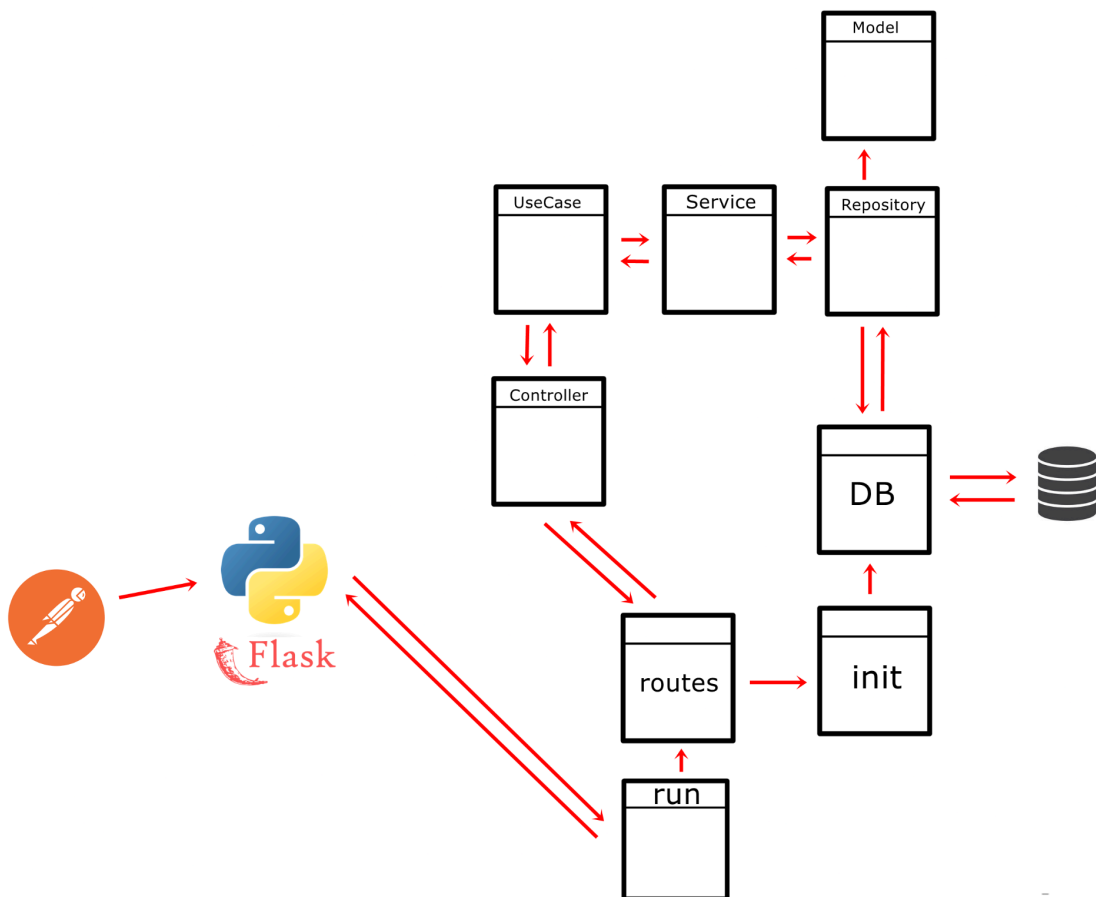 Model
UseCase
Service
Repository
Controller
DB
Flask
routes
init
run